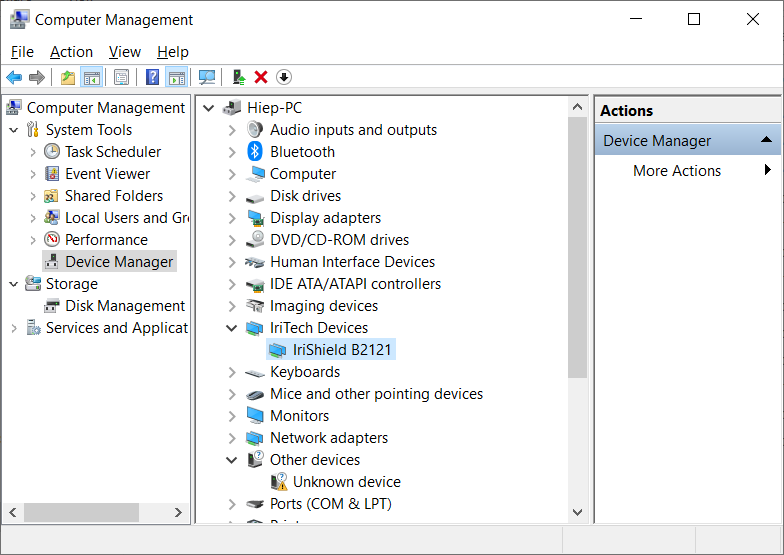 Computer Management
File Action View Help
Computer Management
System Tools
Task Scheduler
Event Viewer
Shared Folders
Local Users and Gr
Performance
Device Manager
Storage
Disk Management
Services and Applicat
Hiep-PC
Audio inputs and outputs
Bluetooth
Computer
Disk drives
Display adapters
DVD/CD-ROM drives
Human Interface Devices
IDE ATA/ATAPI controllers
Imaging devices
IriTech Devices
IriShield B2121
Keyboards
Mice and other pointing devices
Monitors
Network adapters
Other devices
Unknown device
Ports (COM & LPT)
Actions
Device Manager
More Actions